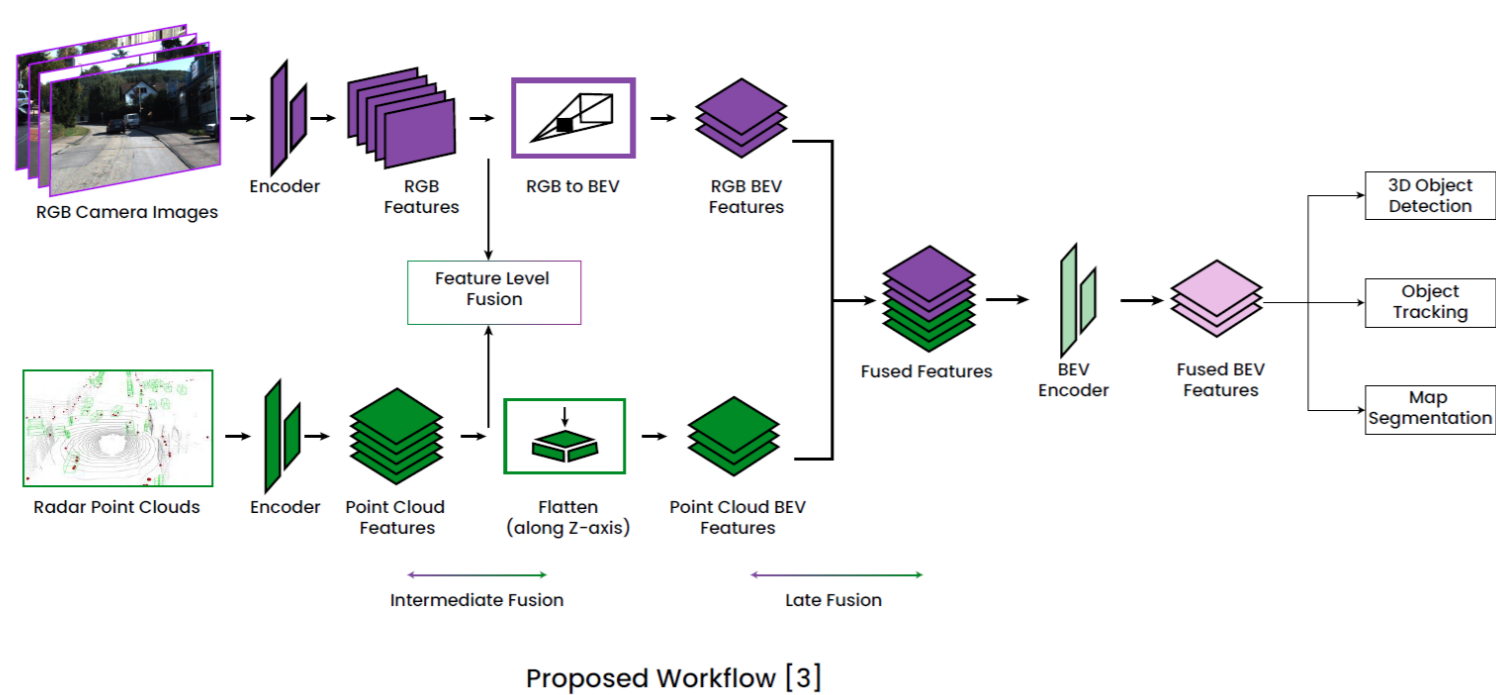 RGB Camera Images
Encoder
RGB
Features
RGB to BEV
RGB BEV
Features
Feature Level
Fusion
Radar Point Clouds
Encoder
Point Cloud
Features
Flatten
(along Z-axis)
Point Cloud BEV
Features
Fused Features
BEV
Encoder
Fused BEV
Features
3D Object
Detection
Object
Tracking
Map
Segmentation
Intermediate Fusion
Late Fusion
Proposed Workflow [3]